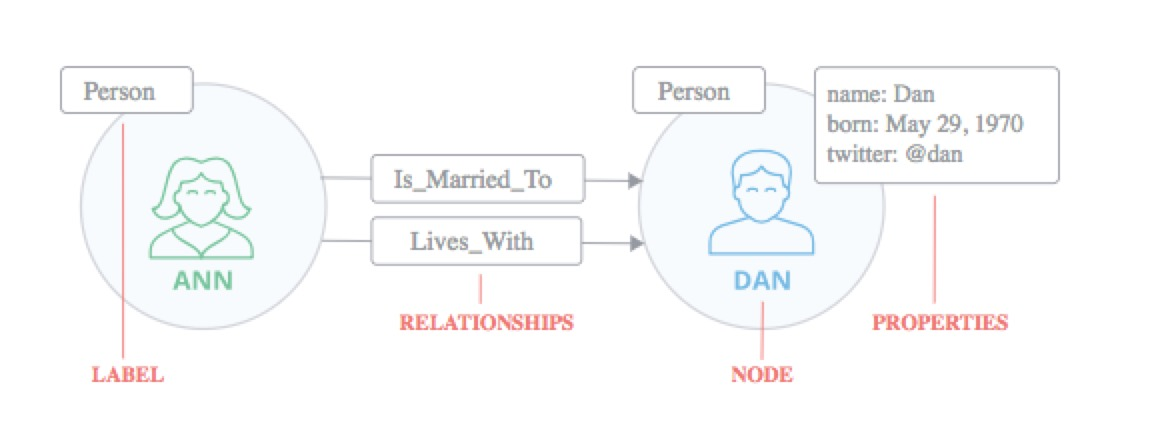 Person
ANN
LABEL
Is_Married_To
Lives_With
RELATIONSHIPS
Person
name: Dan
born: May 29, 1970
twitter: @dan
DAN
NODE
PROPERTIES